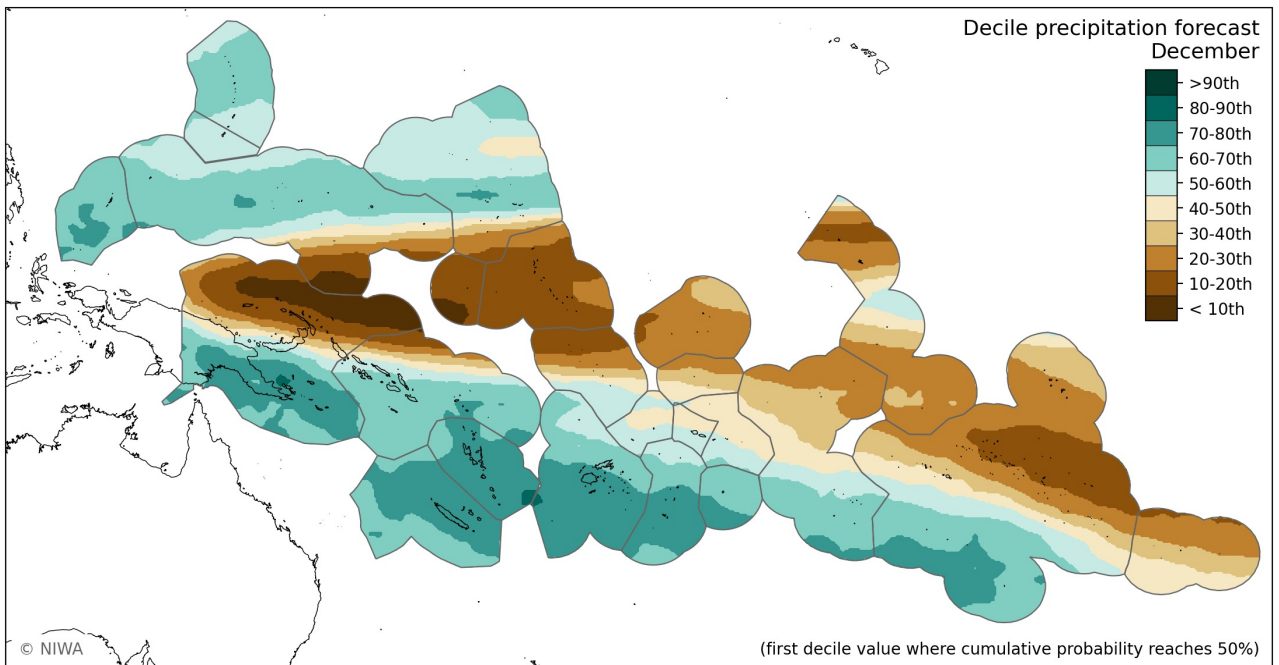 Decile precipitation forecast
December
>90th
80-90th
70-80th
60-70th
50-60th
40-50th
30-40th
20-30th
10-20th
< 10th
© NIWA
(first decile value where cumulative probability reaches 50%)